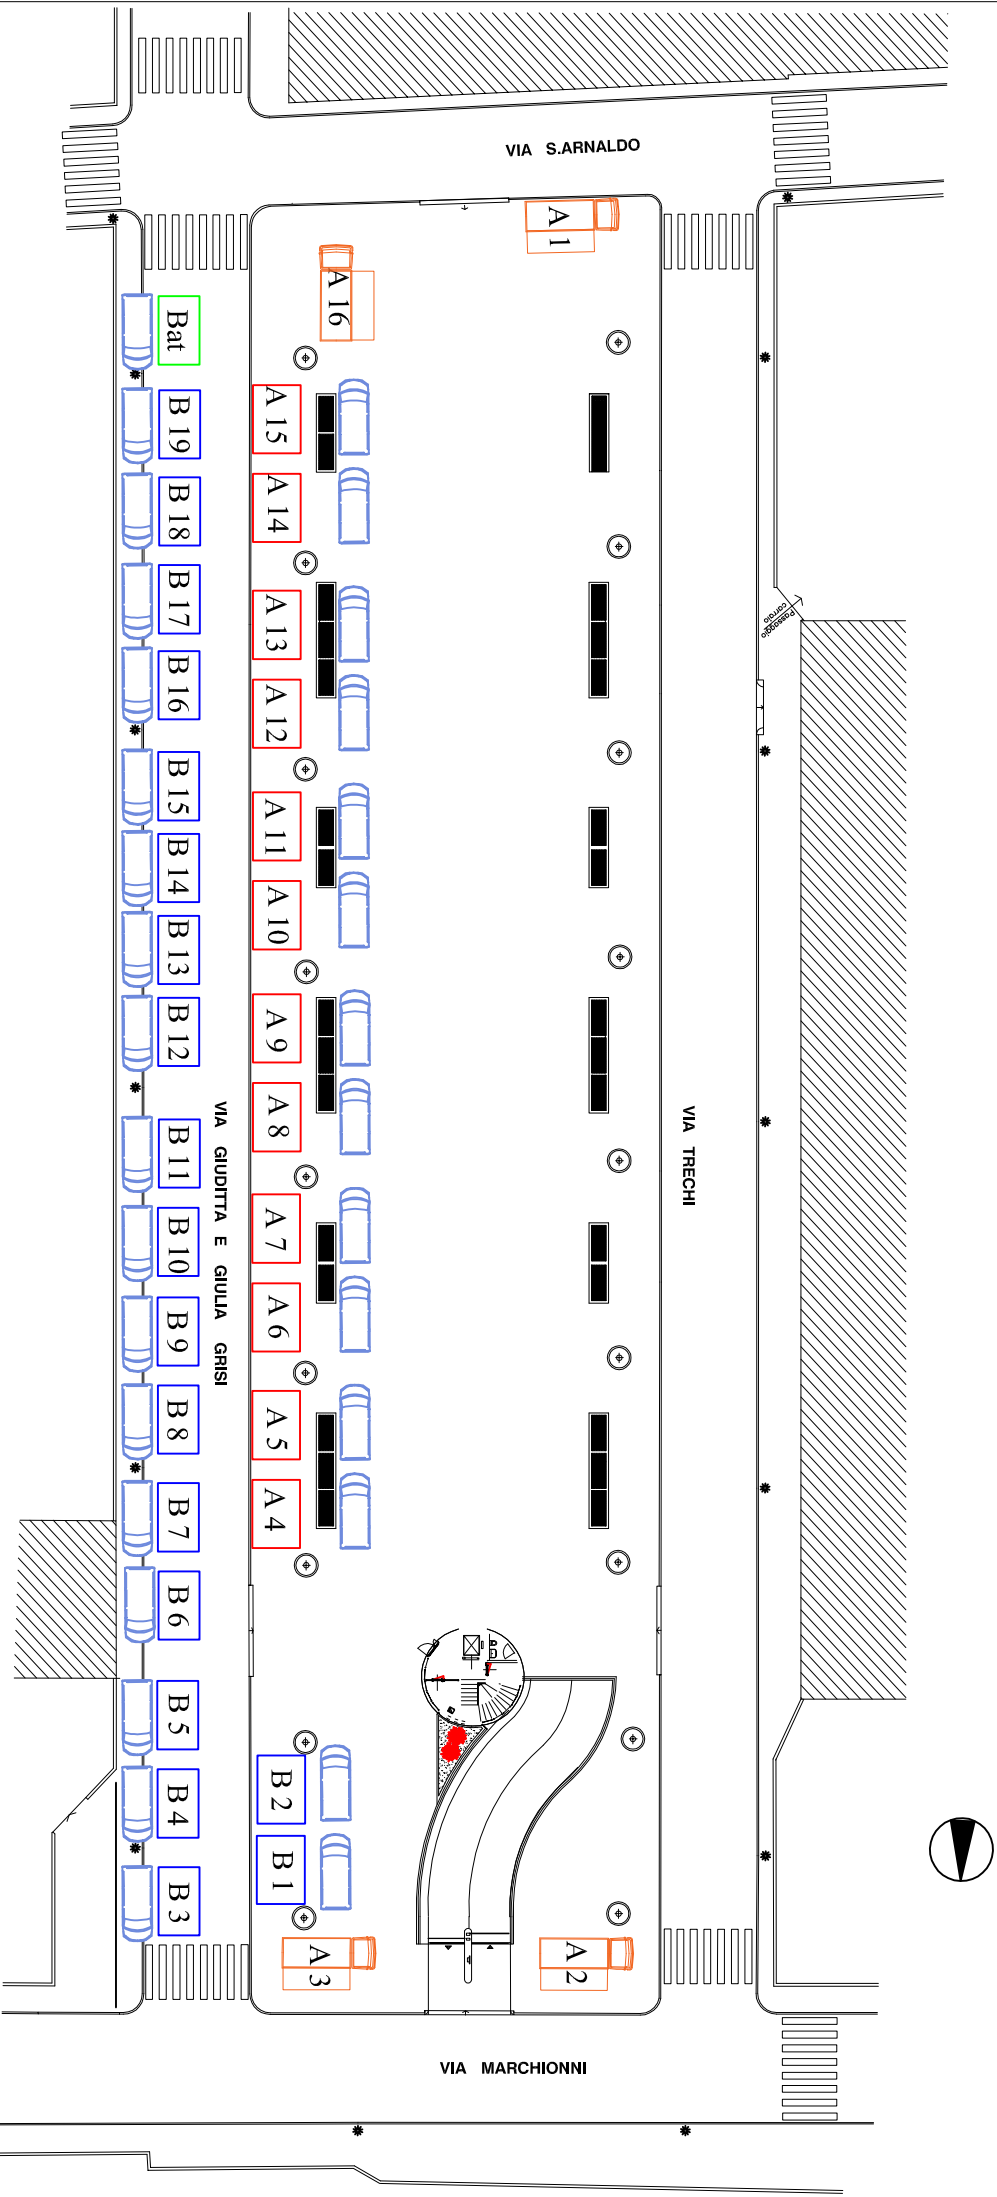 VIA S.ARNALDO
A 1
A 16
Bat
B 19
A 15
B 18
A 14
B 17
A 13
Passaggio
carraio
B 16
A 12
B 15
A 11
B 14
A 10
B 13
B 12
A 9
A 8
VIA GIUDITTA E GIULIA GRISI
VIA TRECHI
B 11
A 7
B 10
A 6
B 9
B 8
A 5
B 7
A 4
B 6
B 5
B 4
B 2
B 3
B 1
A 3
A 2
VIA MARCHIONNI